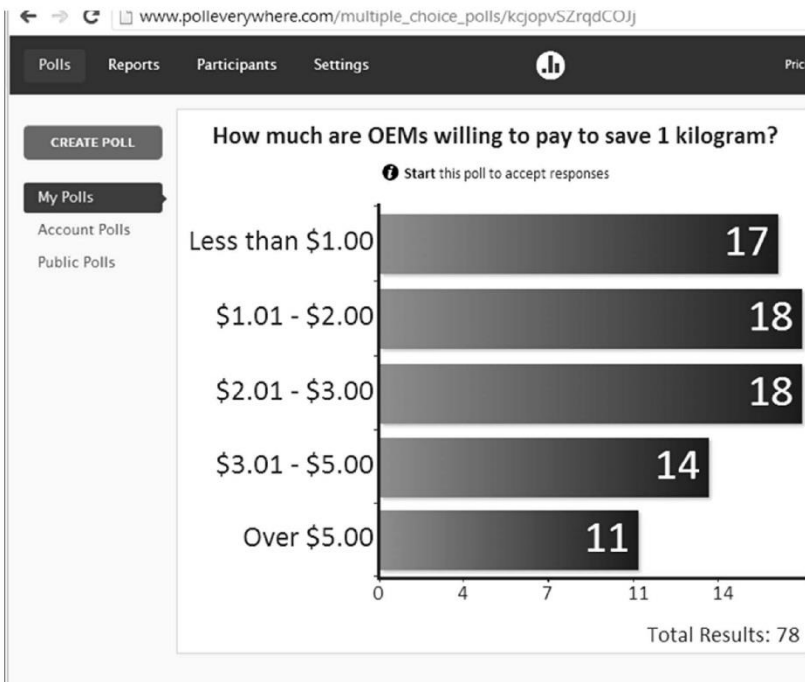 www.polleverywhere.com/multiple_choice_polls/kcjopvSZrqdCOJj
Polls Reports Participants Settings Pric
CREATE POLL
My Polls
Account Polls
Public Polls
How much are OEMs willing to pay to save 1 kilogram?
Start this poll to accept responses
Less than $1.00 17
$1.01 - $2.00 18
$2.01 - $3.00 18
$3.01 - $5.00 14
Over $5.00 11
0 4 7 11 14
Total Results: 78